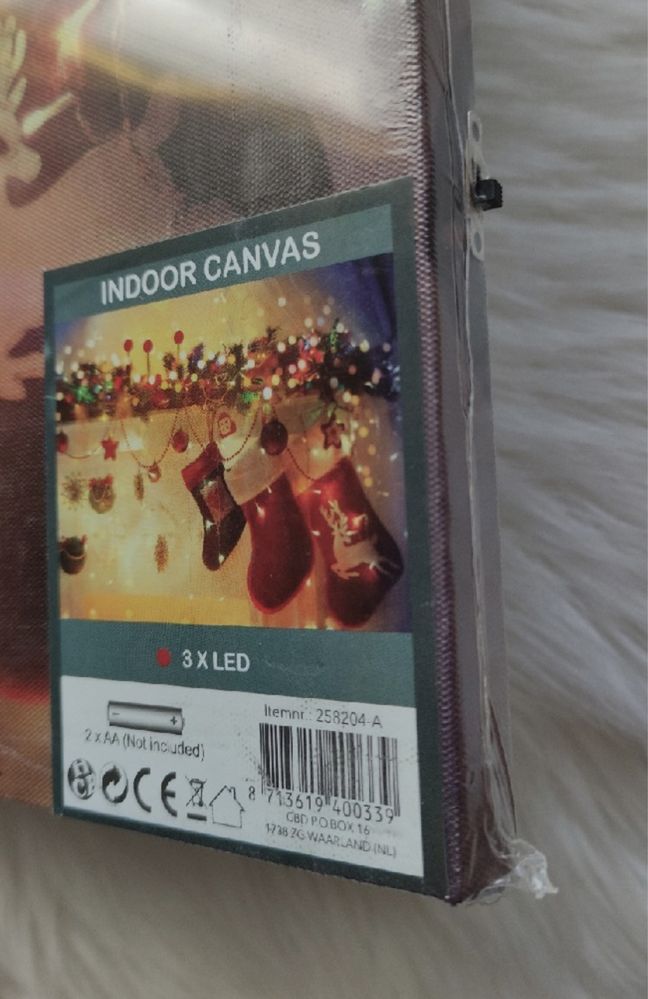 INDOOR CANVAS
3 X LED
Itemnr.: 258204-A
2 x AA (Not included)
8 713619 400339
CBD P.O.BOX 16
1738 ZG WAARLAND (NL)
CE